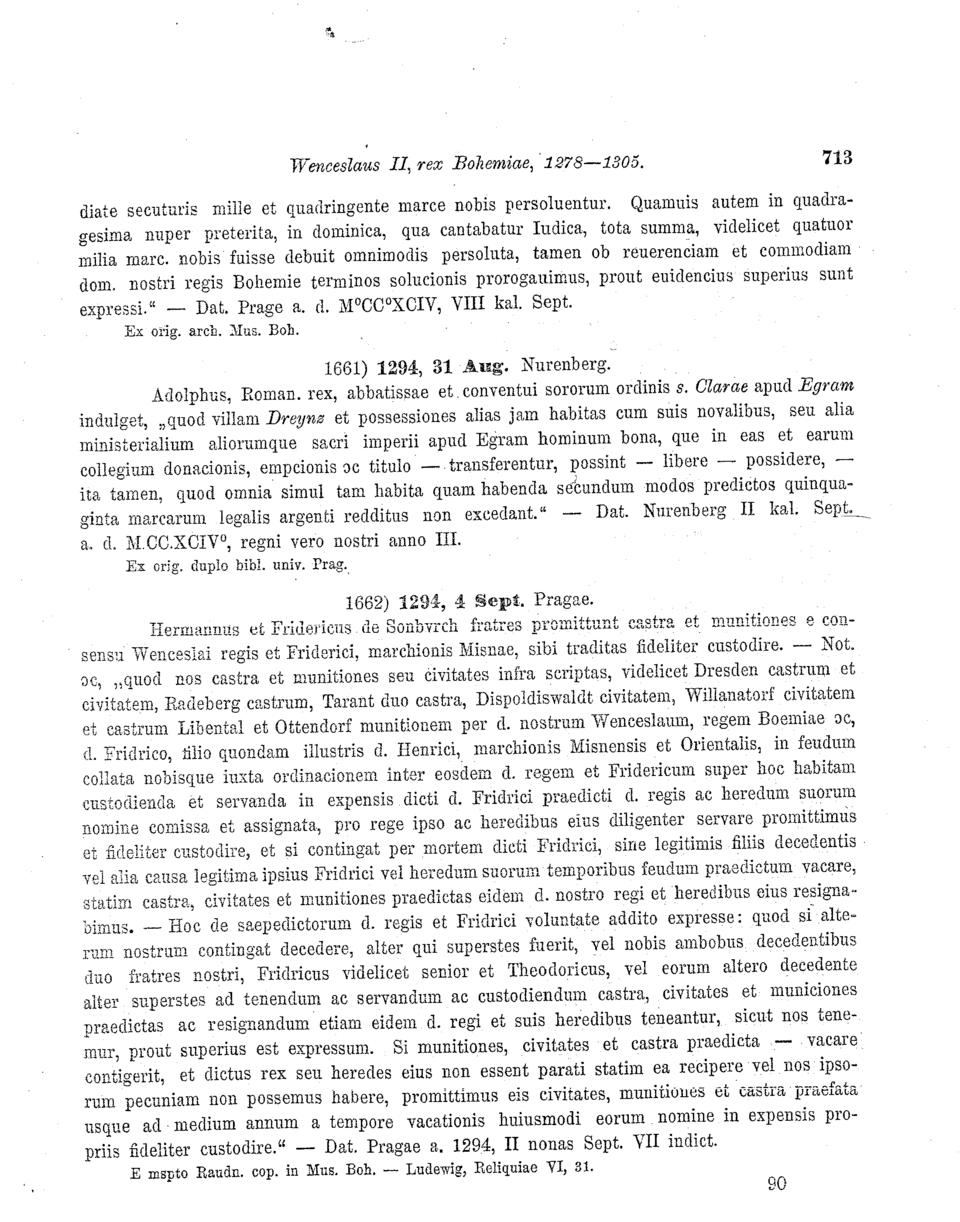 Wenceslaus II, rex Bohemiae, 1278—1305. 713
diate secuturis mille et quadringente marce nobis persoluentur. Quamuis autem in quadra-
gesima nuper preterita, in dominica, qua cantabatur Iudica, tota summa, videlicet quatuor
milia marc. nobis fuisse debuit omnimodis persoluta, tamen ob reuerenciam et commodiam
dom. nostri regis Bohemie terminos solucionis prorogauimus, prout euidencius superius sunt
expressi.“ — Dat. Prage a. d. M⁰CC⁰XCIV, VIII kal. Sept.
Ex orig. arch. Mus. Boh.
1661) 1294, 31 Aug. Nurenberg.
Adolphus, Roman. rex, abbatissae et conventui sororum ordinis s. Clarae apud Egram
indulget, „quod villam Dreynz et possessiones alias jam habitas cum suis novalibus, seu alia
ministerialium aliorumque sacri imperii apud Egram hominum bona, que in eas et earum
collegium donacionis, empcionis ɔc titulo — transferentur, possint — libere — possidere, —
ita tamen, quod omnia simul tam habita quam habenda secundum modos predictos quinqua-
ginta marcarum legalis argenti redditus non excedant.“ — Dat. Nurenberg II kal. Sept.
a. d. M.CC.XCIV⁰, regni vero nostri anno III.
Ex orig. duplo bibl. univ. Prag.
1662) 1294, 4 Sept. Pragae.
Hermannus et Fridericus de Sonbvrch fratres promittunt castra et munitiones e con-
sensu Wenceslai regis et Friderici, marchionis Misnae, sibi traditas fideliter custodire. — Not.
ɔc, „quod nos castra et munitiones seu civitates infra scriptas, videlicet Dresden castrum et
civitatem, Radeberg castrum, Tarant duo castra, Dispoldiswaldt civitatem, Willanatorf civitatem
et castrum Libental et Ottendorf munitionem per d. nostrum Wenceslaum, regem Boemiae ɔc,
d. Fridrico, filio quondam illustris d. Henrici, marchionis Misnensis et Orientalis, in feudum
collata nobisque iuxta ordinacionem inter eosdem d. regem et Fridericum super hoc habitam
custodienda et servanda in expensis dicti d. Fridrici praedicti d. regis ac heredum suorum
nomine comissa et assignata, pro rege ipso ac heredibus eius diligenter servare promittimus
et fideliter custodire, et si contingat per mortem dicti Fridrici, sine legitimis filiis decedentis
vel alia causa legitima ipsius Fridrici vel heredum suorum temporibus feudum praedictum vacare,
statim castra, civitates et munitiones praedictas eidem d. nostro regi et heredibus eius resigna-
bimus. — Hoc de saepedictorum d. regis et Fridrici voluntate addito expresse: quod si alte-
rum nostrum contingat decedere, alter qui superstes fuerit, vel nobis ambobus decedentibus
duo fratres nostri, Fridricus videlicet senior et Theodoricus, vel eorum altero decedente
alter superstes ad tenendum ac servandum ac custodiendum castra, civitates et municiones
praedictas ac resignandum etiam eidem d. regi et suis heredibus teneantur, sicut nos tene-
mur, prout superius est expressum. Si munitiones, civitates et castra praedicta — vacare
contigerit, et dictus rex seu heredes eius non essent parati statim ea recipere vel nos ipso-
rum pecuniam non possemus habere, promittimus eis civitates, munitiones et castra praefata
usque ad medium annum a tempore vacationis huiusmodi eorum nomine in expensis pro-
priis fideliter custodire.“ — Dat. Pragae a. 1294, II nonas Sept. VII indict.
E mspto Raudn. cop. in Mus. Boh. — Ludewig, Reliquiae VI, 31.
90